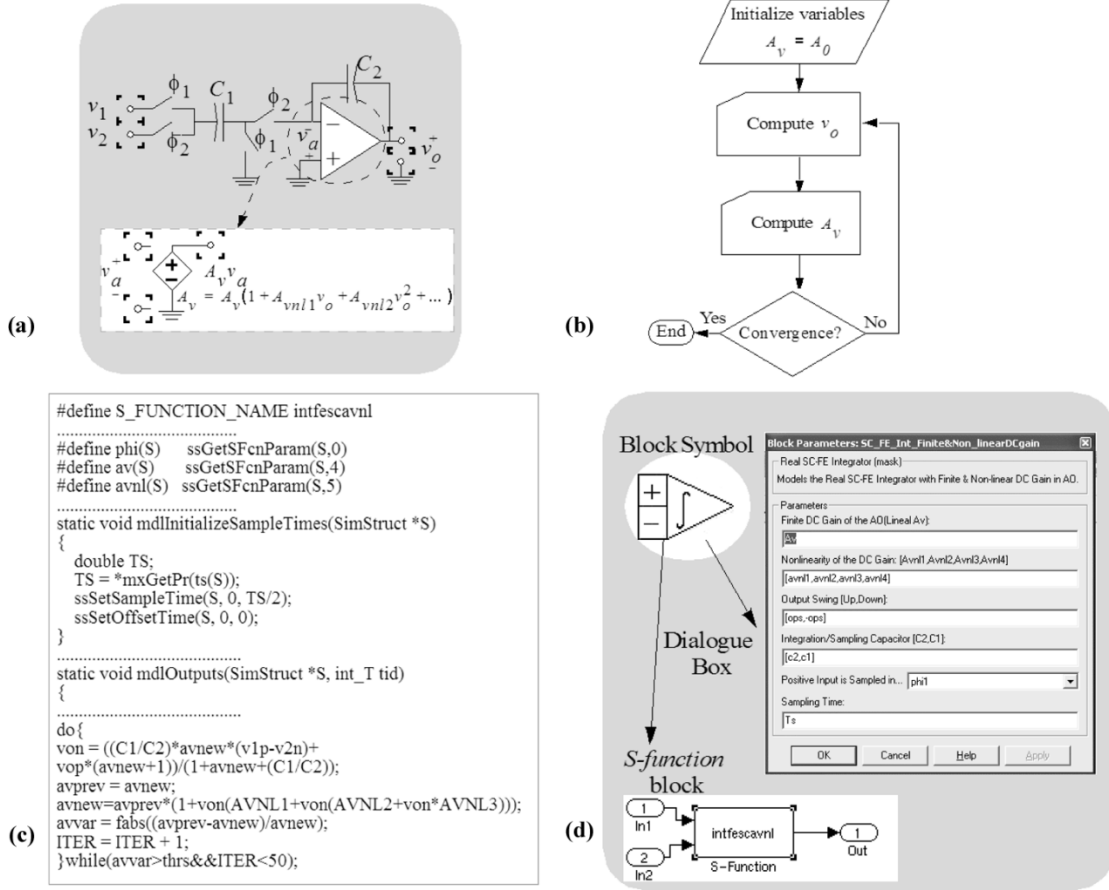 ϕ1
C1
C2
v1
v2
ϕ2
ϕ2
ϕ1
va
−
+
vo
+
−
va
+
−
Av va
Av = Av(1 + Avnl1 vo + Avnl2 vo2 + ... )
(a)
Initialize variables
Av = A0
Compute vo
Compute Av
Convergence?
Yes
No
End
(b)
#define S_FUNCTION_NAME intfescavnl
........................................
#define phi(S) ssGetSFcnParam(S,0)
#define av(S) ssGetSFcnParam(S,4)
#define avnl(S) ssGetSFcnParam(S,5)
........................................
static void mdlInitializeSampleTimes(SimStruct *S)
{
double TS;
TS = *mxGetPr(ts(S));
ssSetSampleTime(S, 0, TS/2);
ssSetOffsetTime(S, 0, 0);
}
........................................
static void mdlOutputs(SimStruct *S, int_T tid)
{
........................................
do{
von = ((C1/C2)*avnew*(v1p-v2n)+
vop*(avnew+1))/(1+avnew+(C1/C2));
avprev = avnew;
avnew=avprev*(1+von(AVNL1+von(AVNL2+von*AVNL3)));
avvar = fabs((avprev-avnew)/avnew);
ITER = ITER + 1;
}while(avvar>thrs&&ITER<50);
(c)
Block Symbol
+
−
∫
Dialogue
Box
S-function
block
1
In1
2
In2
intfescavnl
S-Function
1
Out
Block Parameters: SC_FE_Int_Finite&Non_linearDCgain
Real SC-FE Integrator (mask)
Models the Real SC-FE Integrator with Finite & Non-linear DC Gain in AO.
Parameters
Finite DC Gain of the AO(Lineal Av):
Av
Nonlinearity of the DC Gain: [Avnl1,Avnl2,Avnl3,Avnl4]
[avnl1,avnl2,avnl3,avnl4]
Output Swing [Up,Down]:
[ops,-ops]
Integration/Sampling Capacitor [C2,C1]:
[c2,c1]
Positive Input is Sampled in... phi1
Sampling Time:
Ts
OK Cancel Help Apply
(d)